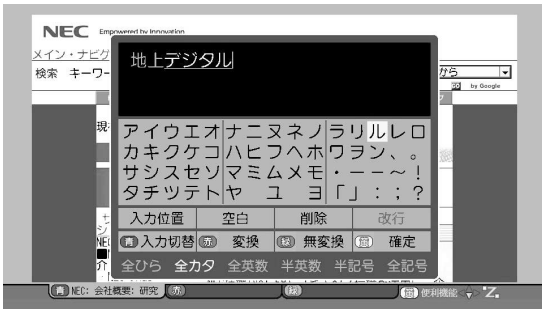 NEC Empowered by Innovation
メイン・ナビゲ
検索 キーワー
から
by Google
現
地上デジタル
アイウエオナニヌネノラリルレロ
カキクケコハヒフヘホワヲン、。
サシスセソマミムメモ・ー－～！
タチツテトヤ ユ ヨ「」：；？
入力位置 空白 削除 改行
青 入力切替 赤 変換 緑 無変換 黄 確定
全ひら 全カタ 全英数 半英数 半記号 全記号
サ
シ
NE
介
青 NEC: 会社概要: 研究 赤 緑 黄 便利機能 Z.